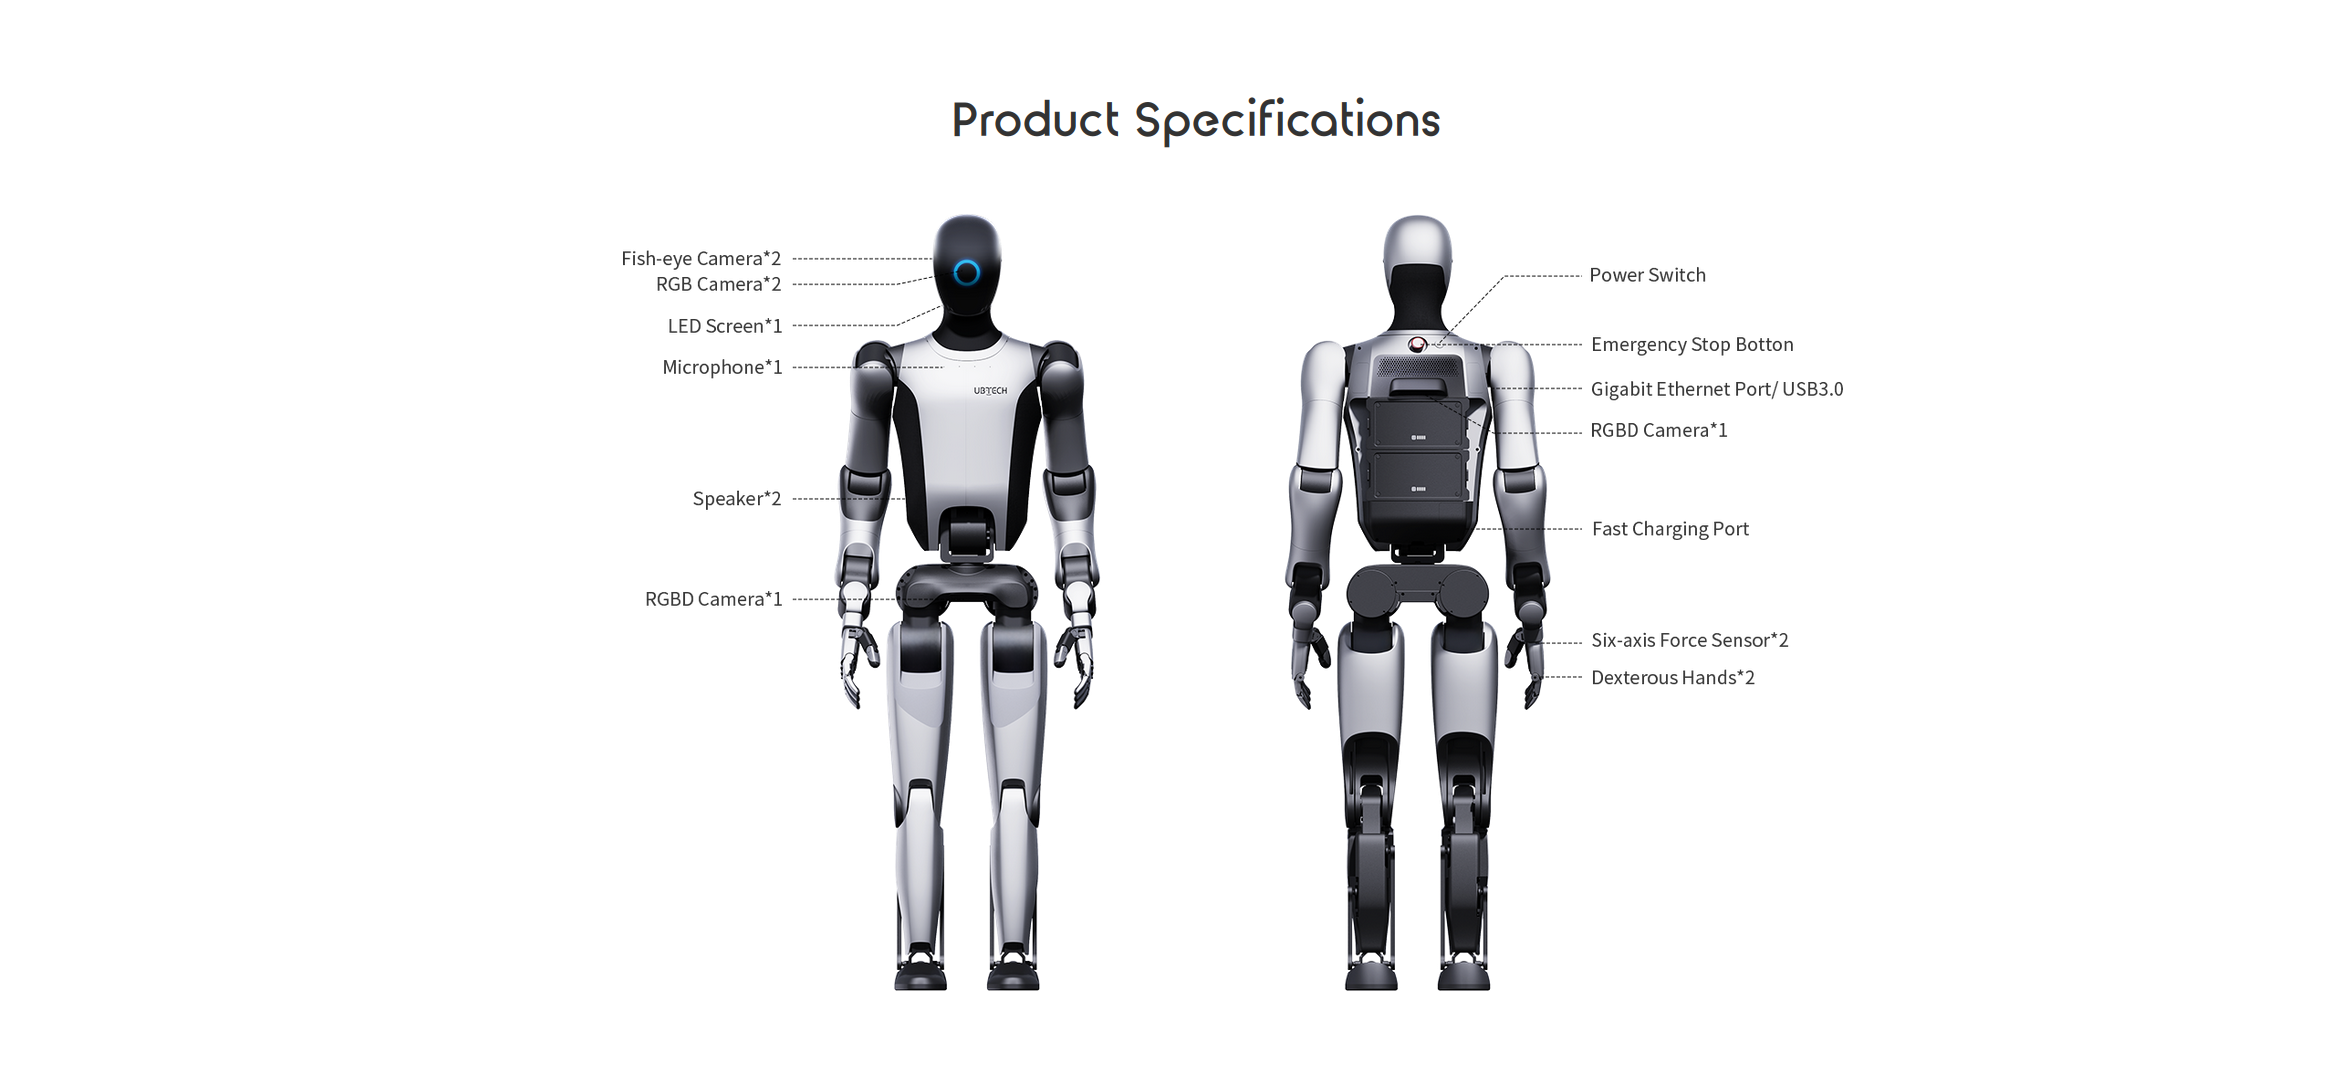 Product Specifications
Fish-eye Camera*2
RGB Camera*2
LED Screen*1
Microphone*1
UBTECH
Speaker*2
RGBD Camera*1
Power Switch
Emergency Stop Botton
Gigabit Ethernet Port/ USB3.0
RGBD Camera*1
Fast Charging Port
Six-axis Force Sensor*2
Dexterous Hands*2